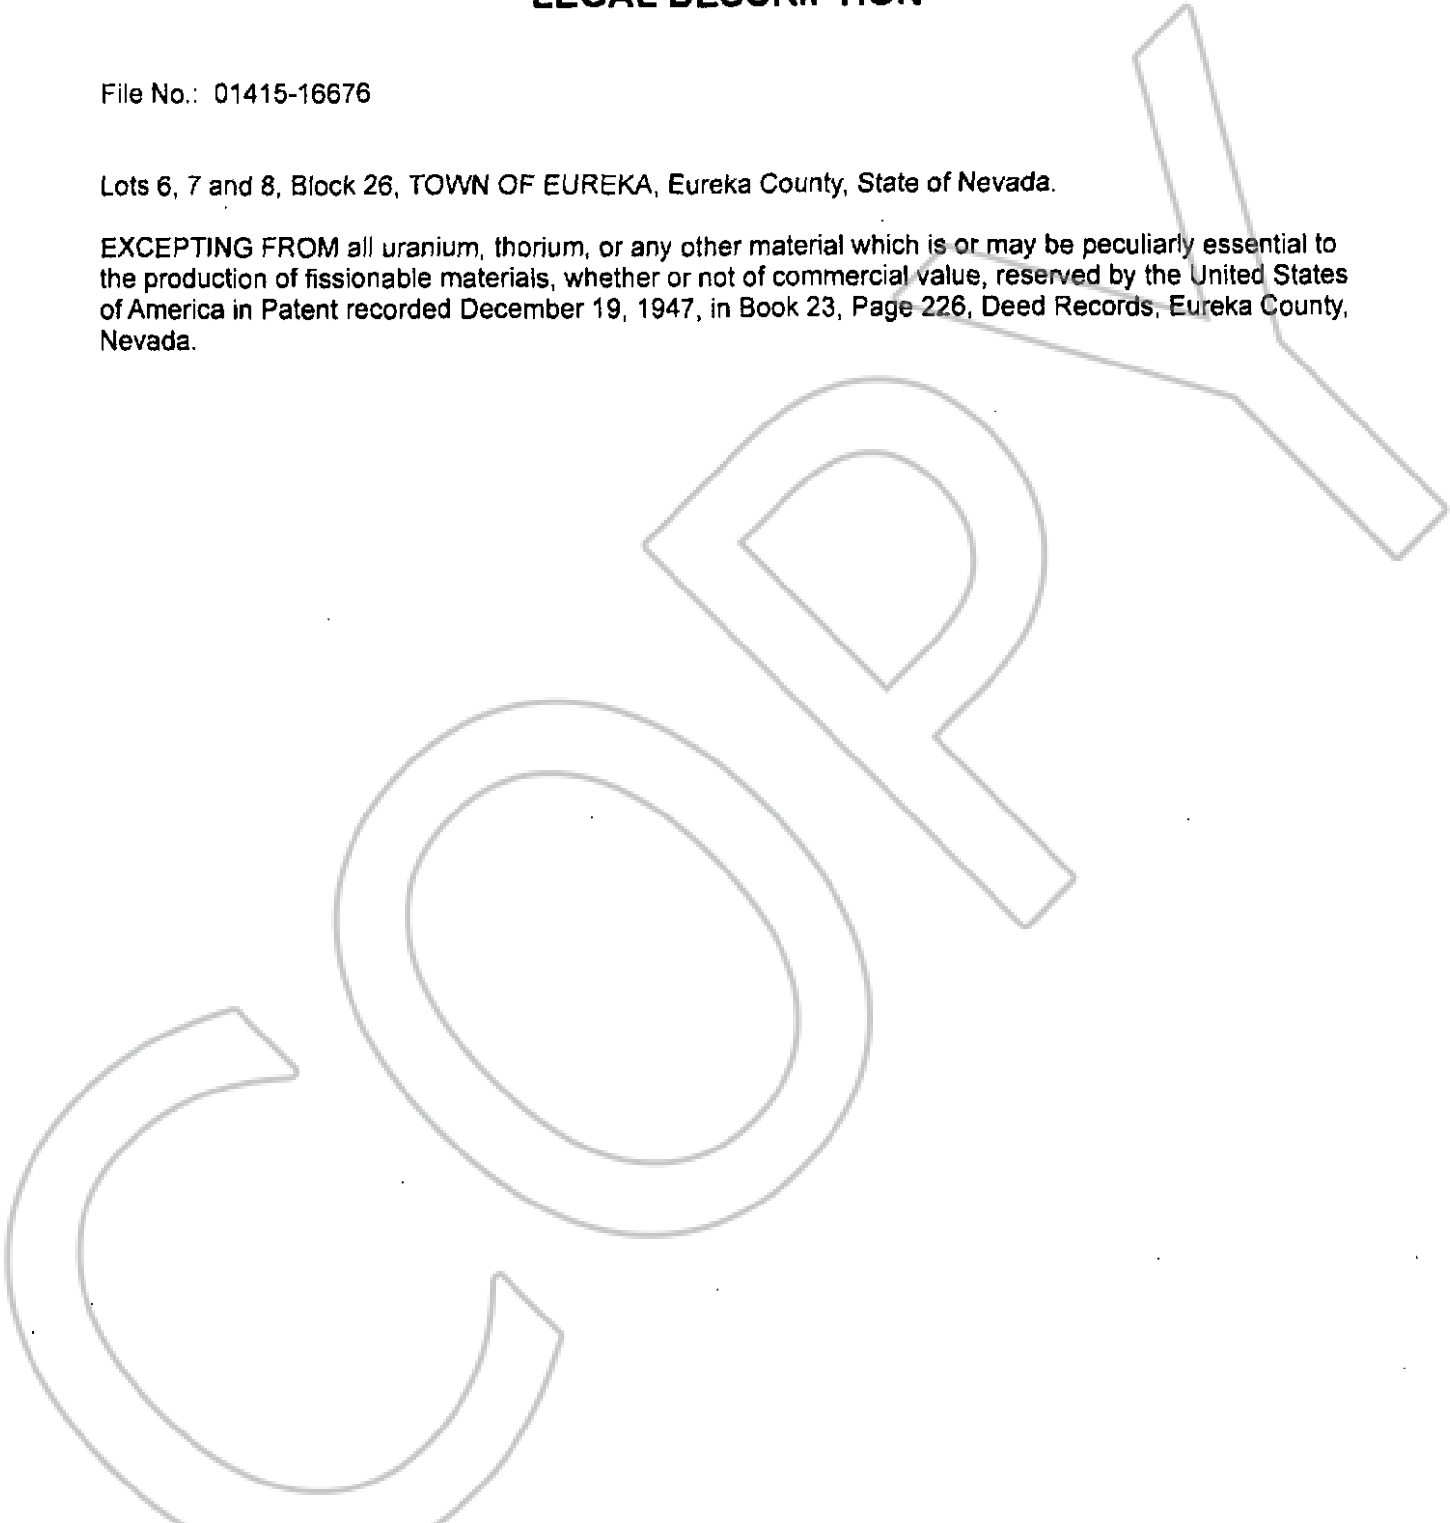 LEGAL DESCRIPTION
File No.: 01415-16676
Lots 6, 7 and 8, Block 26, TOWN OF EUREKA, Eureka County, State of Nevada.
EXCEPTING FROM all uranium, thorium, or any other material which is or may be peculiarly essential to
the production of fissionable materials, whether or not of commercial value, reserved by the United States
of America in Patent recorded December 19, 1947, in Book 23, Page 226, Deed Records, Eureka County,
Nevada.
COPY